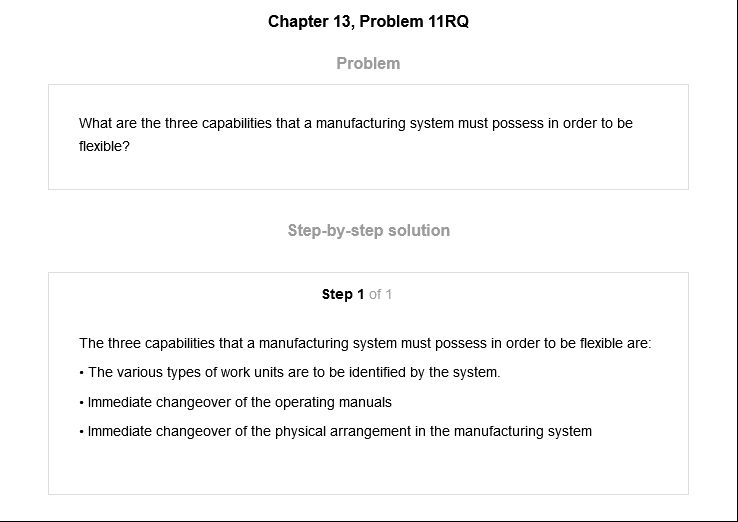 Chapter 13, Problem 11RQ
Problem
What are the three capabilities that a manufacturing system must possess in order to be
flexible?
Step-by-step solution
Step 1 of 1
The three capabilities that a manufacturing system must possess in order to be flexible are:
• The various types of work units are to be identified by the system.
• Immediate changeover of the operating manuals
• Immediate changeover of the physical arrangement in the manufacturing system